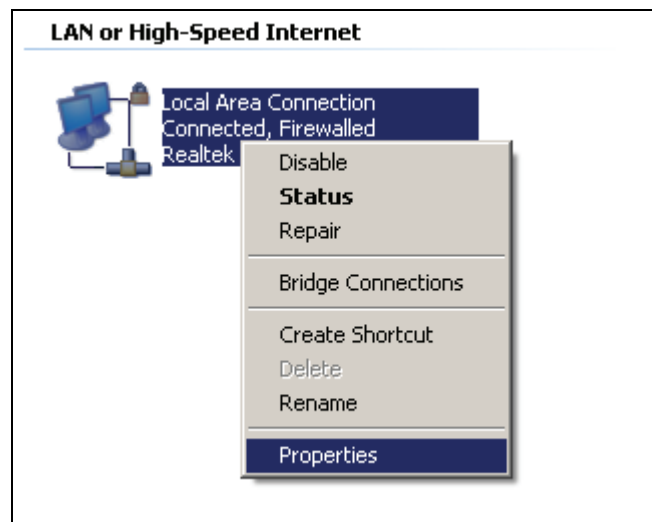 LAN or High-Speed Internet
Local Area Connection
Connected, Firewalled
Realtek
Disable
Status
Repair
Bridge Connections
Create Shortcut
Delete
Rename
Properties